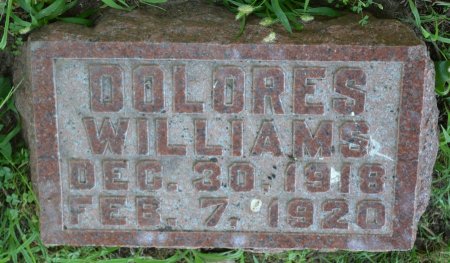 DOLORES
WILLIAMS
DEC. 30, 1918
FEB. 7, 1920